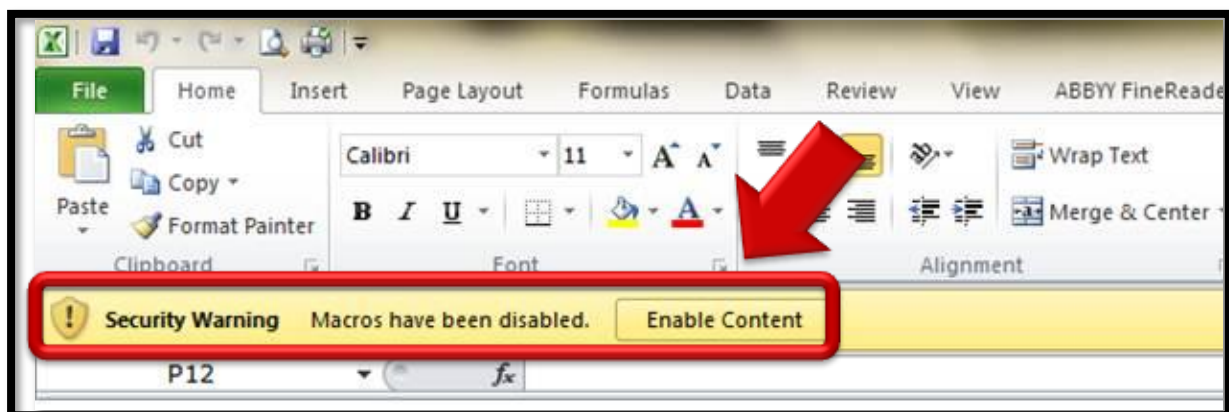 File Home Insert Page Layout Formulas Data Review View ABBYY FineReade
Cut
Calibri 11 A A Wrap Text
Copy
Paste B I U A Merge & Center
Format Painter
Clipboard Font Alignment
Security Warning Macros have been disabled. Enable Content
P12 fx